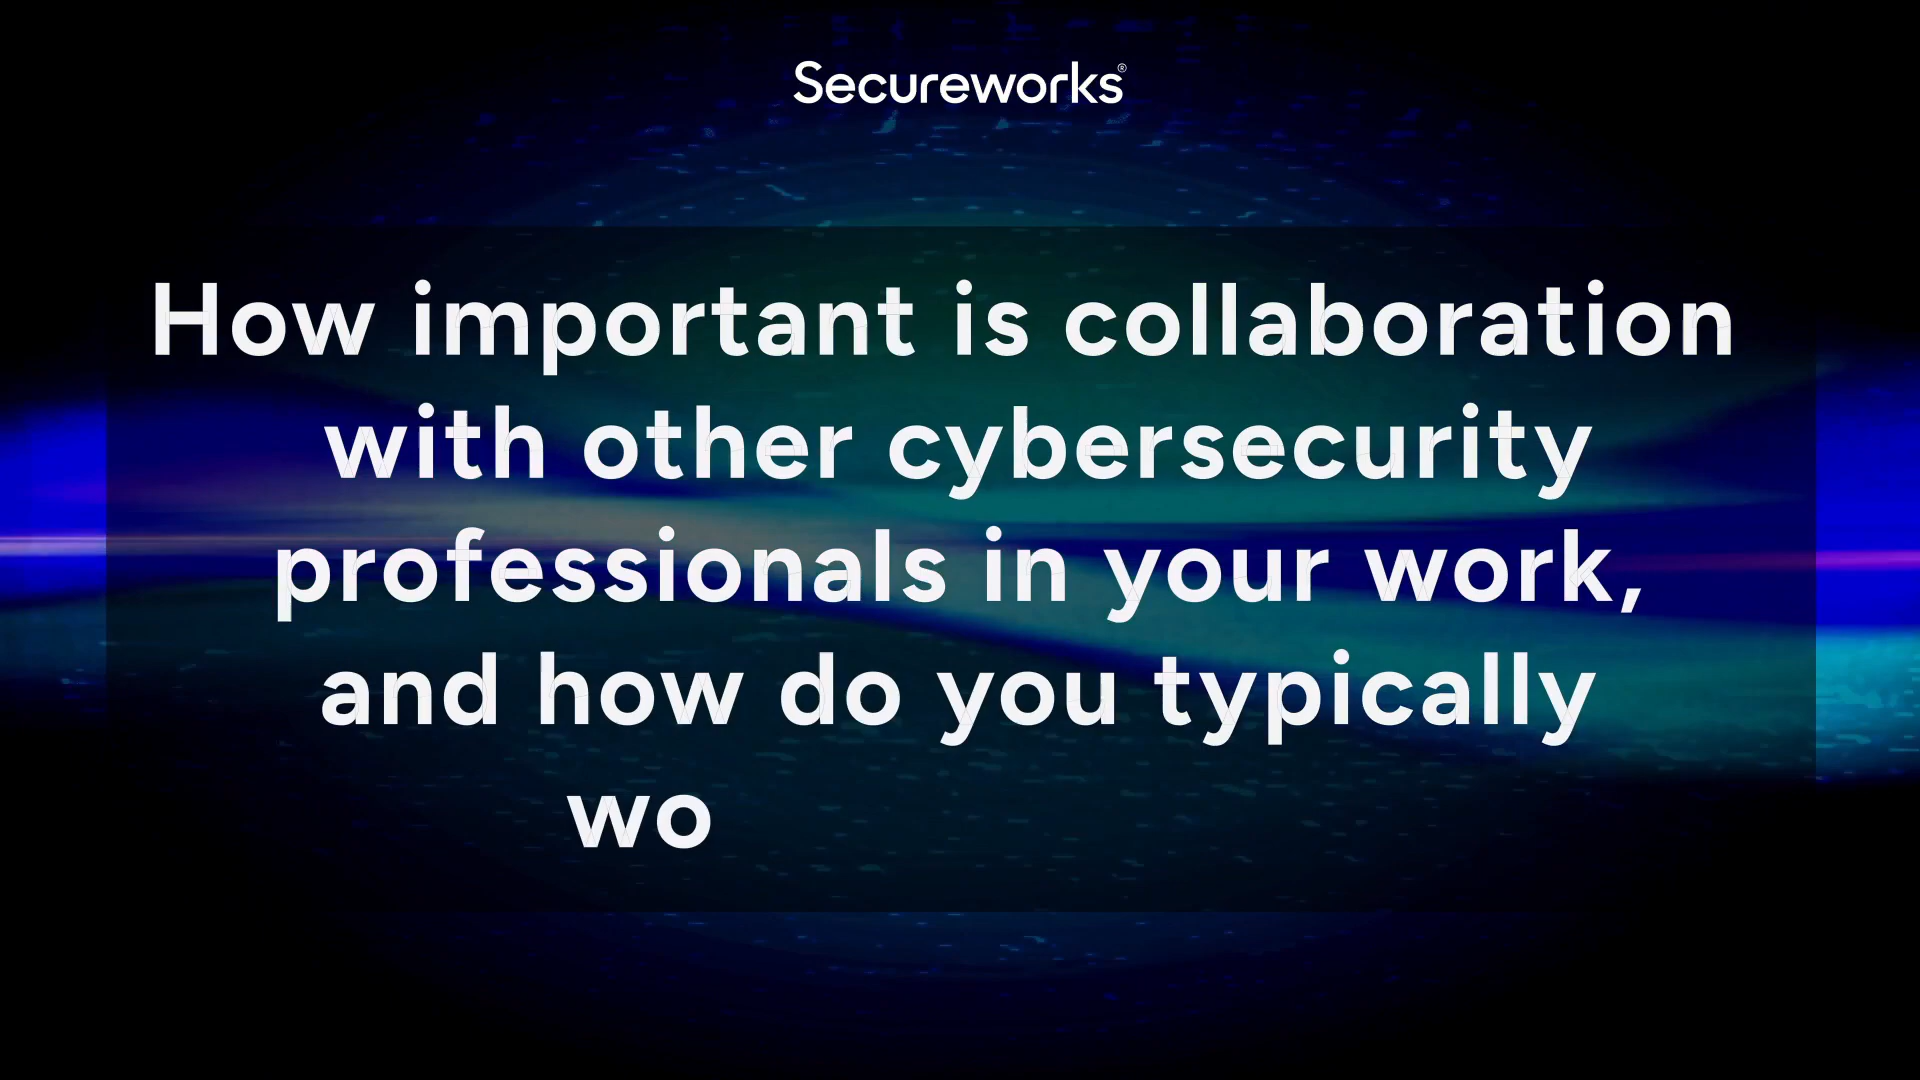 Secureworks®
How important is collaboration
with other cybersecurity
professionals in your work,
and how do you typically
wo